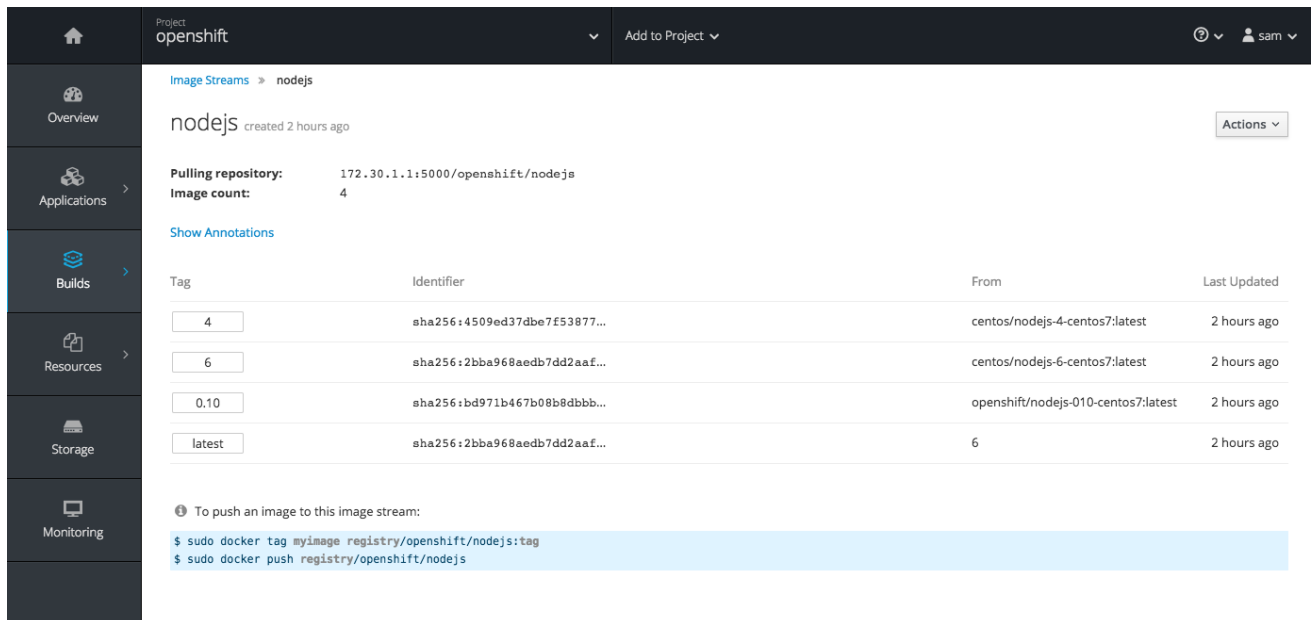 Project
openshift
Add to Project
sam
Overview
Applications
Builds
Resources
Storage
Monitoring
Image Streams » nodejs
nodejs created 2 hours ago
Actions
Pulling repository: 172.30.1.1:5000/openshift/nodejs
Image count: 4
Show Annotations
Tag Identifier From Last Updated
4 sha256:4509ed37dbe7f53877... centos/nodejs-4-centos7:latest 2 hours ago
6 sha256:2bba968aedb7dd2aaf... centos/nodejs-6-centos7:latest 2 hours ago
0.10 sha256:bd971b467b08b8dbbb... openshift/nodejs-010-centos7:latest 2 hours ago
latest sha256:2bba968aedb7dd2aaf... 6 2 hours ago
To push an image to this image stream:
$ sudo docker tag myimage registry/openshift/nodejs:tag
$ sudo docker push registry/openshift/nodejs